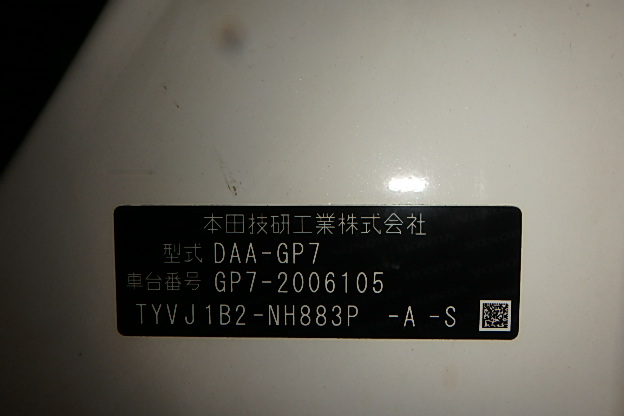 本田技研工業株式会社
型式 DAA-GP7
車台番号 GP7-2006105
TYVJ1B2-NH883P -A -S